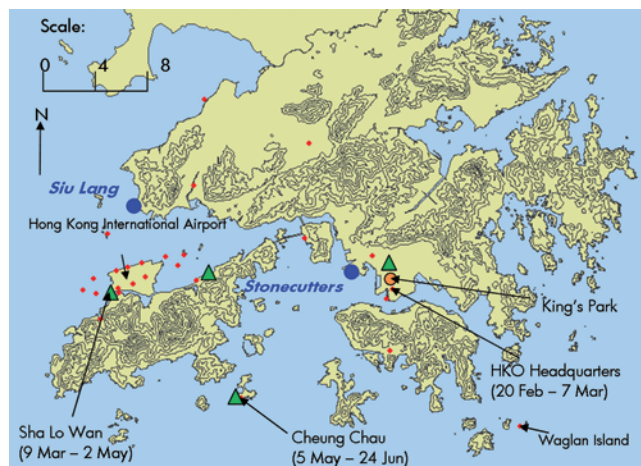 Scale:
0 4 8
N
Siu Lang
Hong Kong International Airport
Stonecutters
King's Park
HKO Headquarters
(20 Feb – 7 Mar)
Sha Lo Wan
(9 Mar – 2 May)
Cheung Chau
(5 May – 24 Jun)
Waglan Island